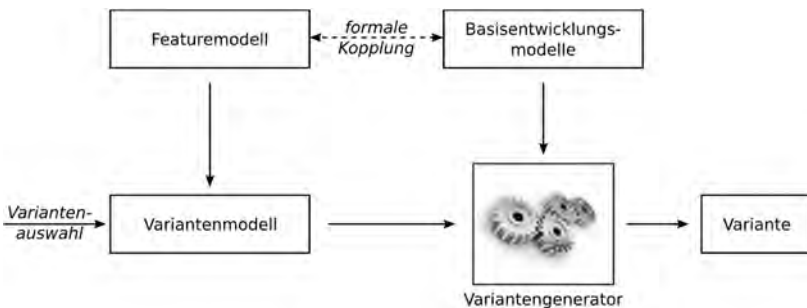 Featuremodell
formale
Kopplung
Basisentwicklungs-
modelle
Varianten-
auswahl
Variantenmodell
Variante
Variantengenerator